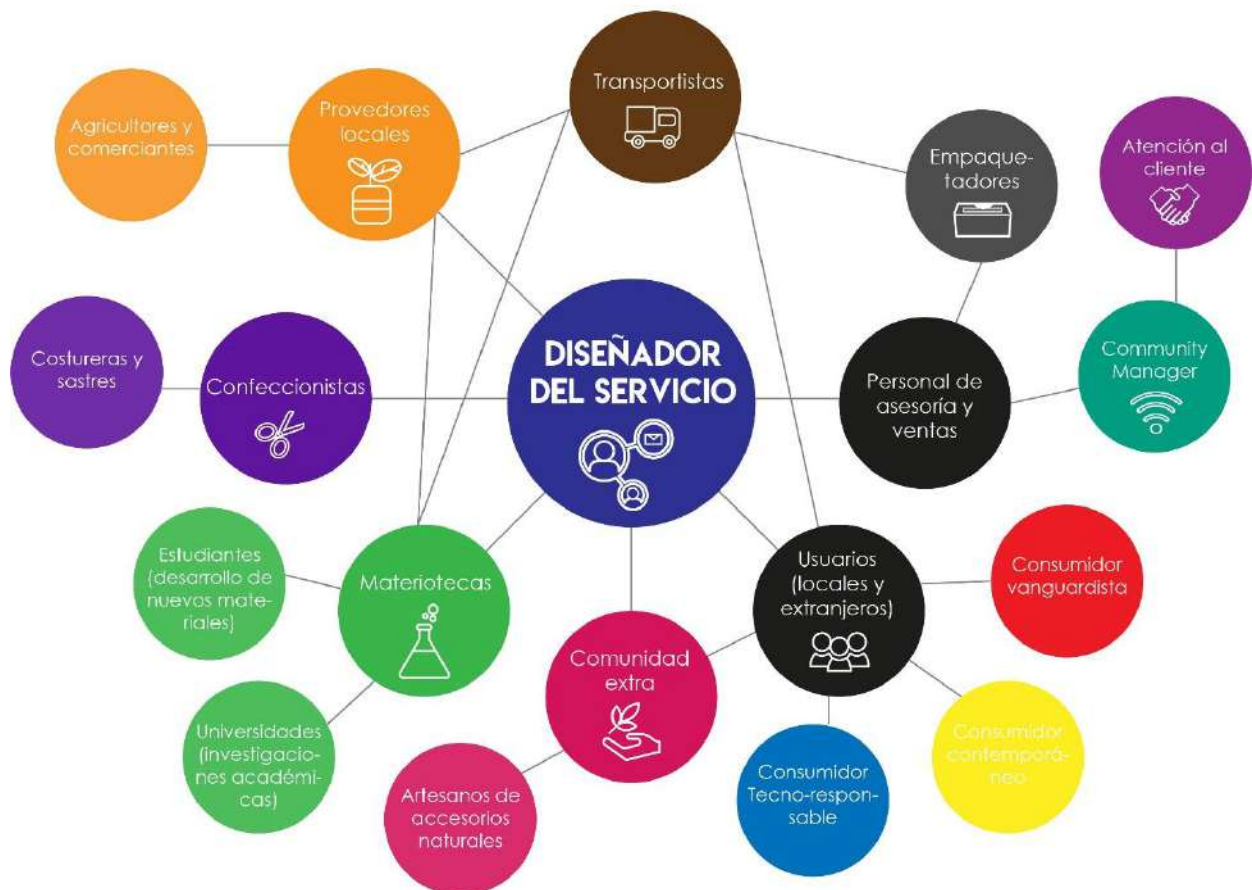 Transportistas
Provedores
locales
Agricultores y
comerciantes
Empaque-
tadores
Atención al
cliente
DISEÑADOR
DEL SERVICIO
Costureras y
sastres
Confeccionistas
Personal de
asesoría y
ventas
Community
Manager
Estudiantes
(desarrollo de
nuevos mate-
riales)
Materiotecas
Usuarios
(locales y
extranjeros)
Consumidor
vanguardista
Comunidad
extra
Universidades
(investigacio-
nes académi-
cas)
Artesanos de
accesorios
naturales
Consumidor
Tecno-respon-
sable
Consumidor
contemporá-
neo